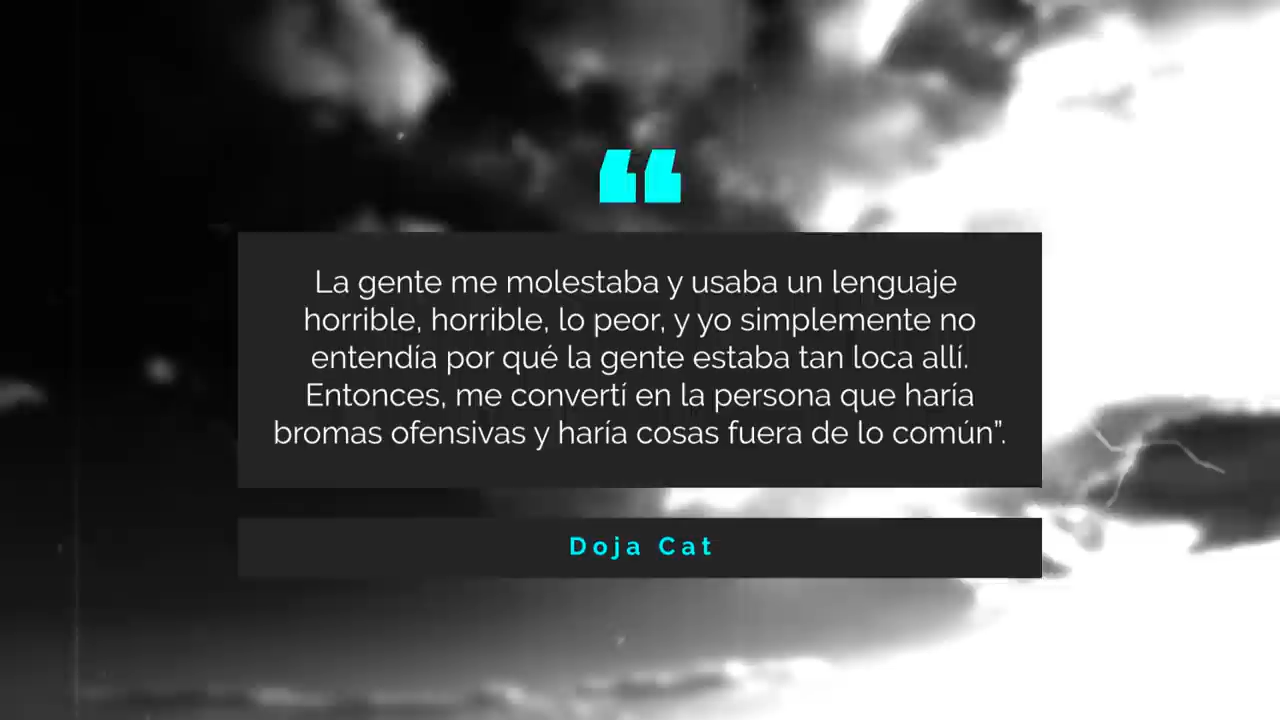 ❝
La gente me molestaba y usaba un lenguaje
horrible, horrible, lo peor, y yo simplemente no
entendía por qué la gente estaba tan loca allí.
Entonces, me convertí en la persona que haría
bromas ofensivas y haría cosas fuera de lo común”.
Doja Cat